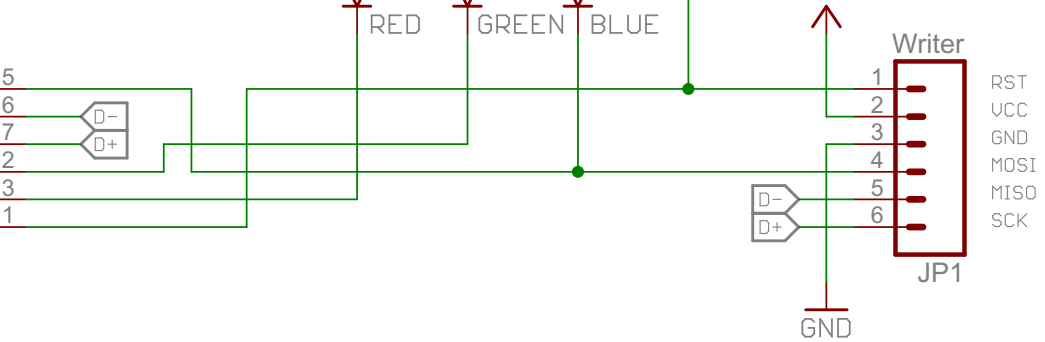 RED GREEN BLUE
Writer
5 1 RST
6 D- 2 VCC
7 D+ 3 GND
2 4 MOSI
3 D- 5 MISO
1 D+ 6 SCK
JP1
GND